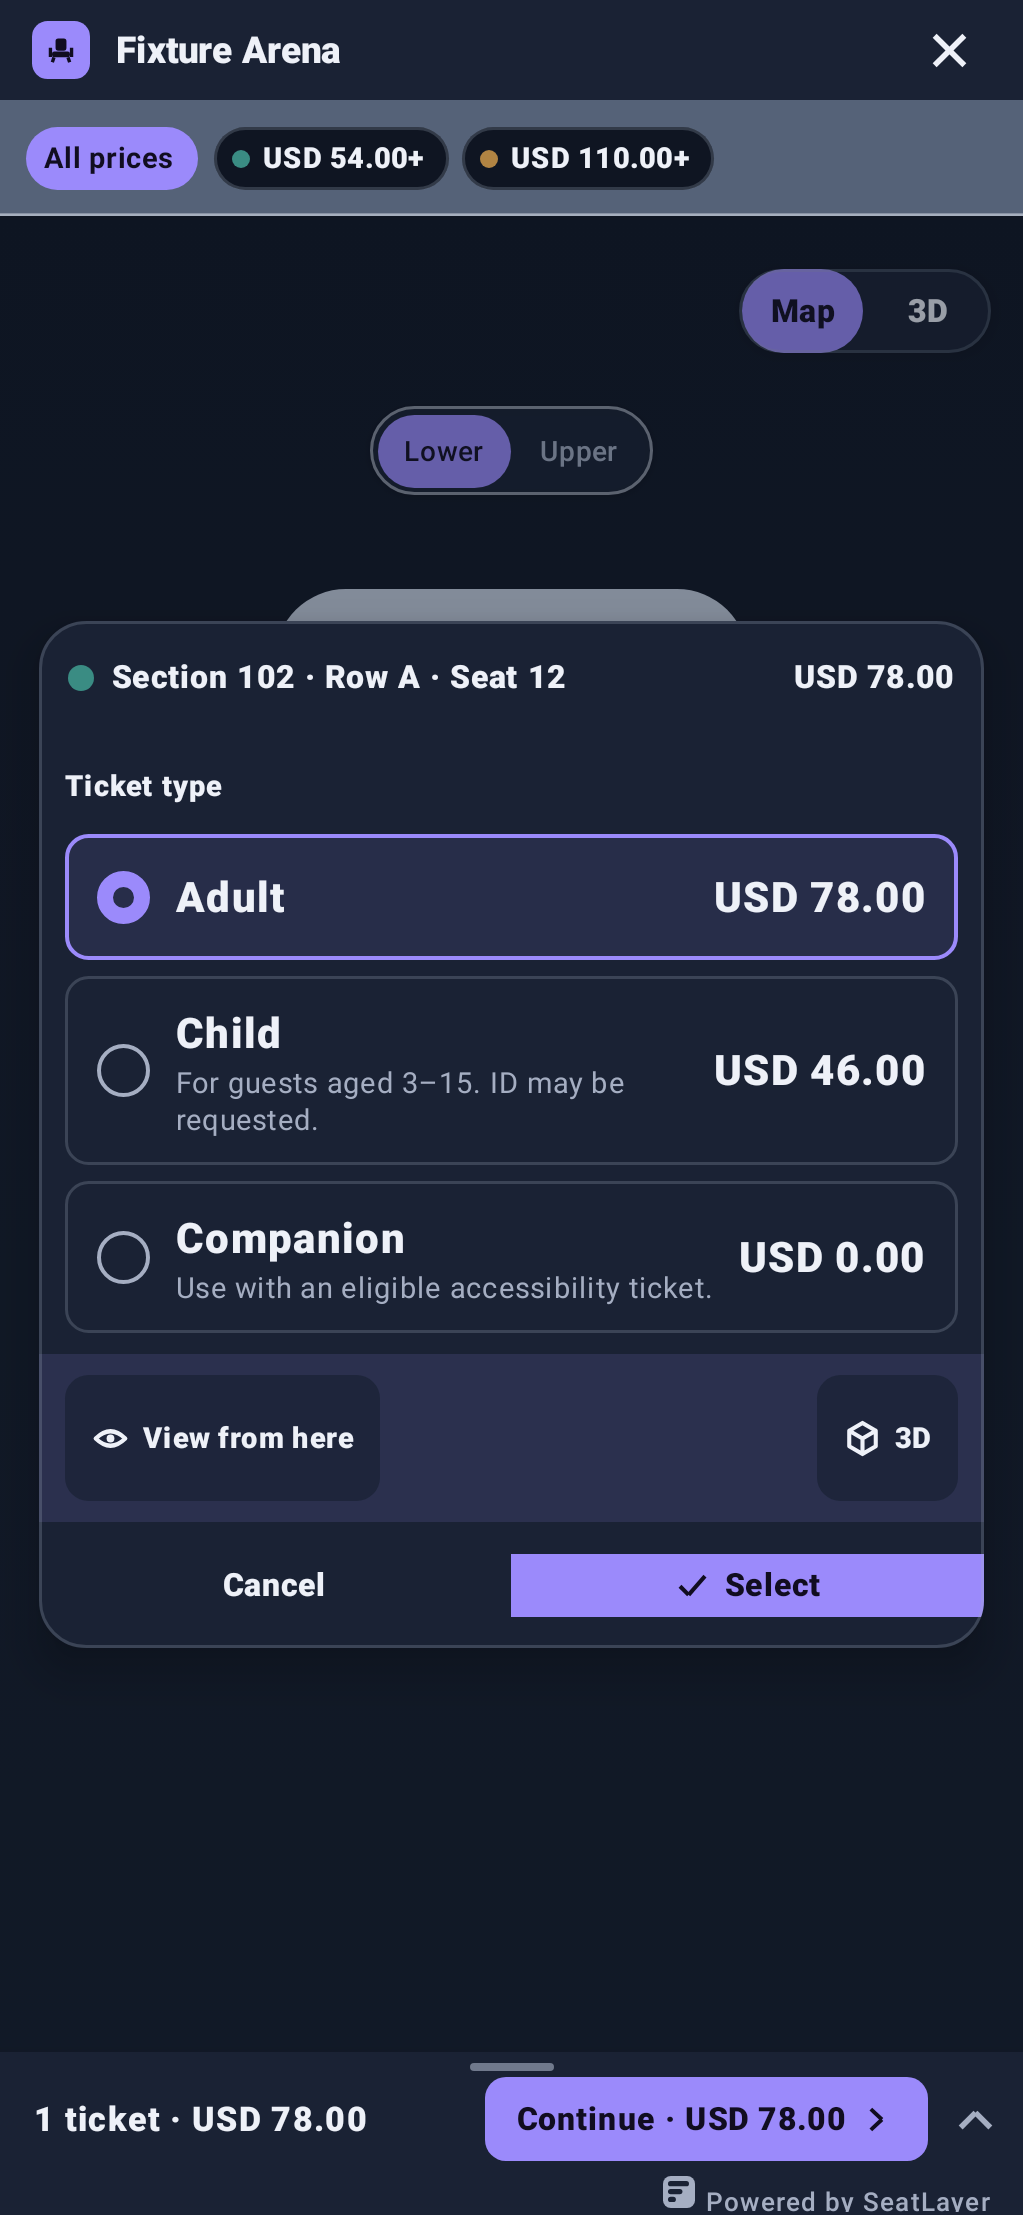 Fixture Arena
All prices
USD 54.00+
USD 110.00+
Map
3D
Lower
Upper
Section 102 · Row A · Seat 12
USD 78.00
Ticket type
Adult
USD 78.00
Child
USD 46.00
For guests aged 3–15. ID may be
requested.
Companion
USD 0.00
Use with an eligible accessibility ticket.
View from here
3D
Cancel
Select
1 ticket · USD 78.00
Continue · USD 78.00
Powered by SeatLayer